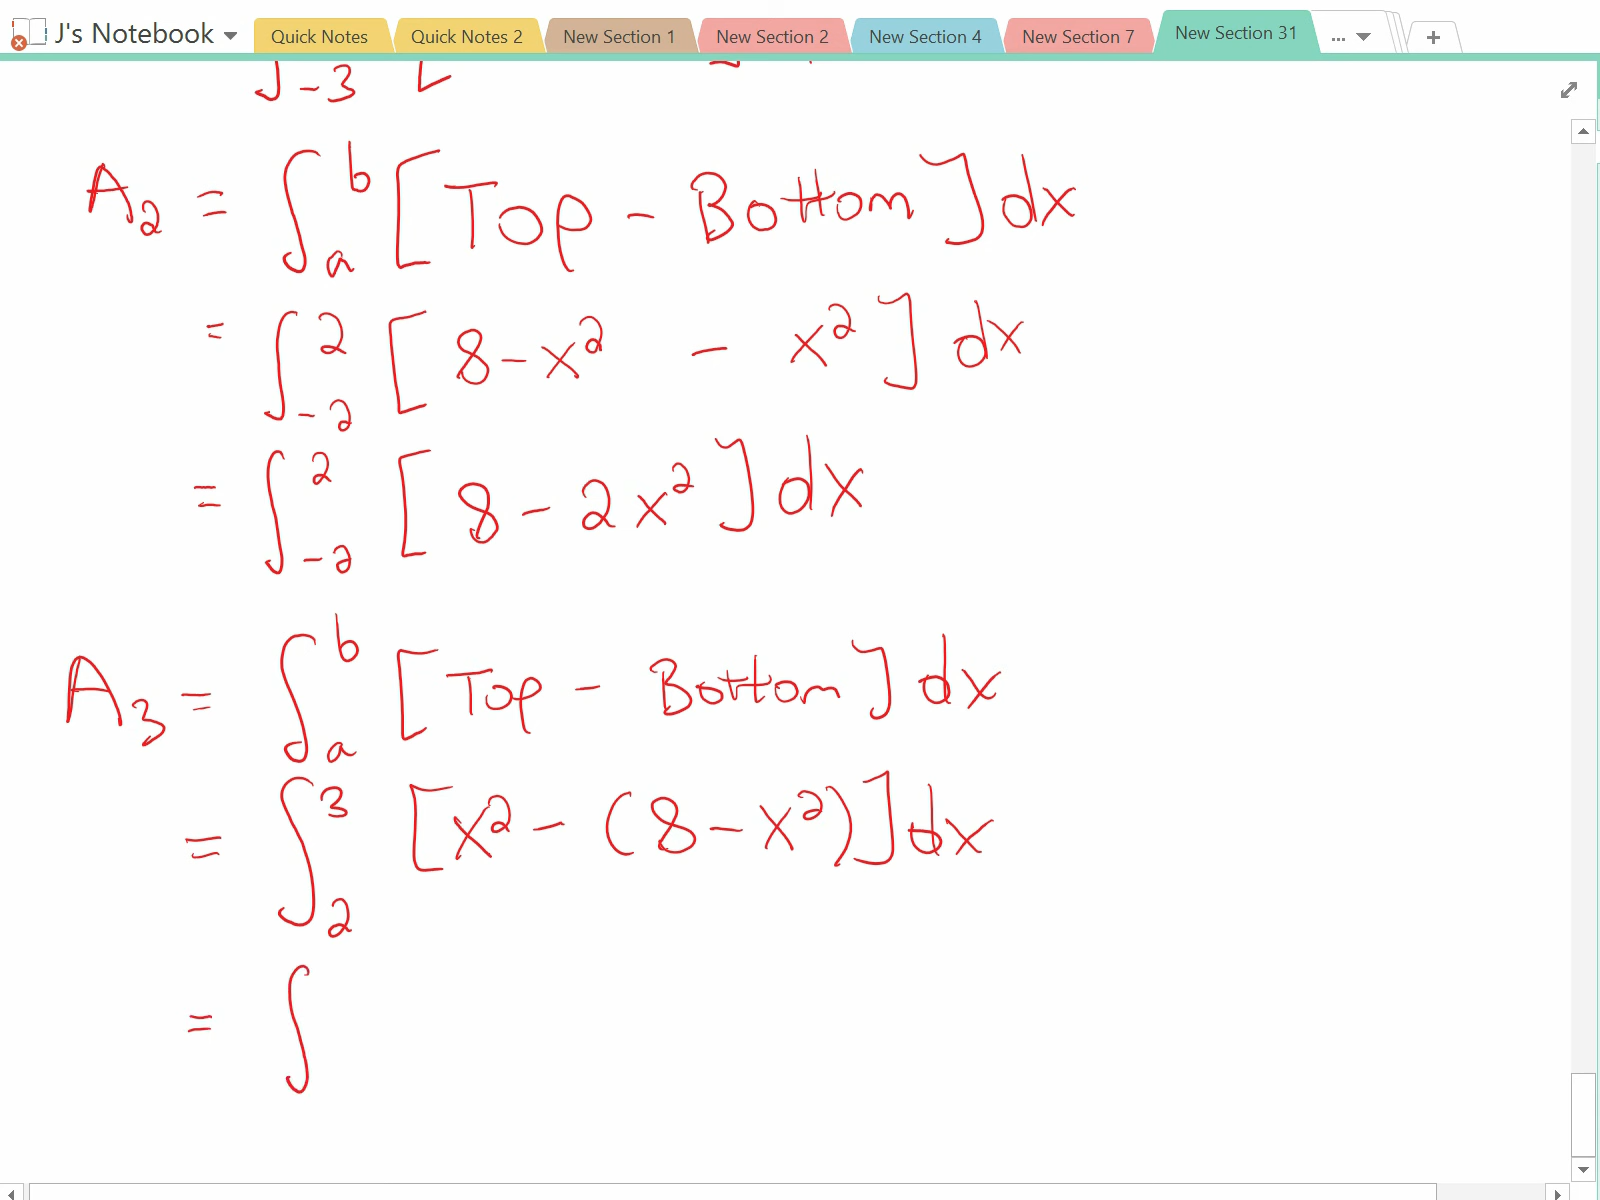 J's Notebook Quick Notes Quick Notes 2 New Section 1 New Section 2 New Section 4 New Section 7 New Section 31 ... +
∫-3 [
A₂ = ∫ₐᵇ [Top - Bottom] dx
= ∫₋₂² [8-x² - x²] dx
= ∫₋₂² [8 - 2x²] dx
A₃ = ∫ₐᵇ [Top - Bottom] dx
= ∫₂³ [x² - (8-x²)] dx
= ∫